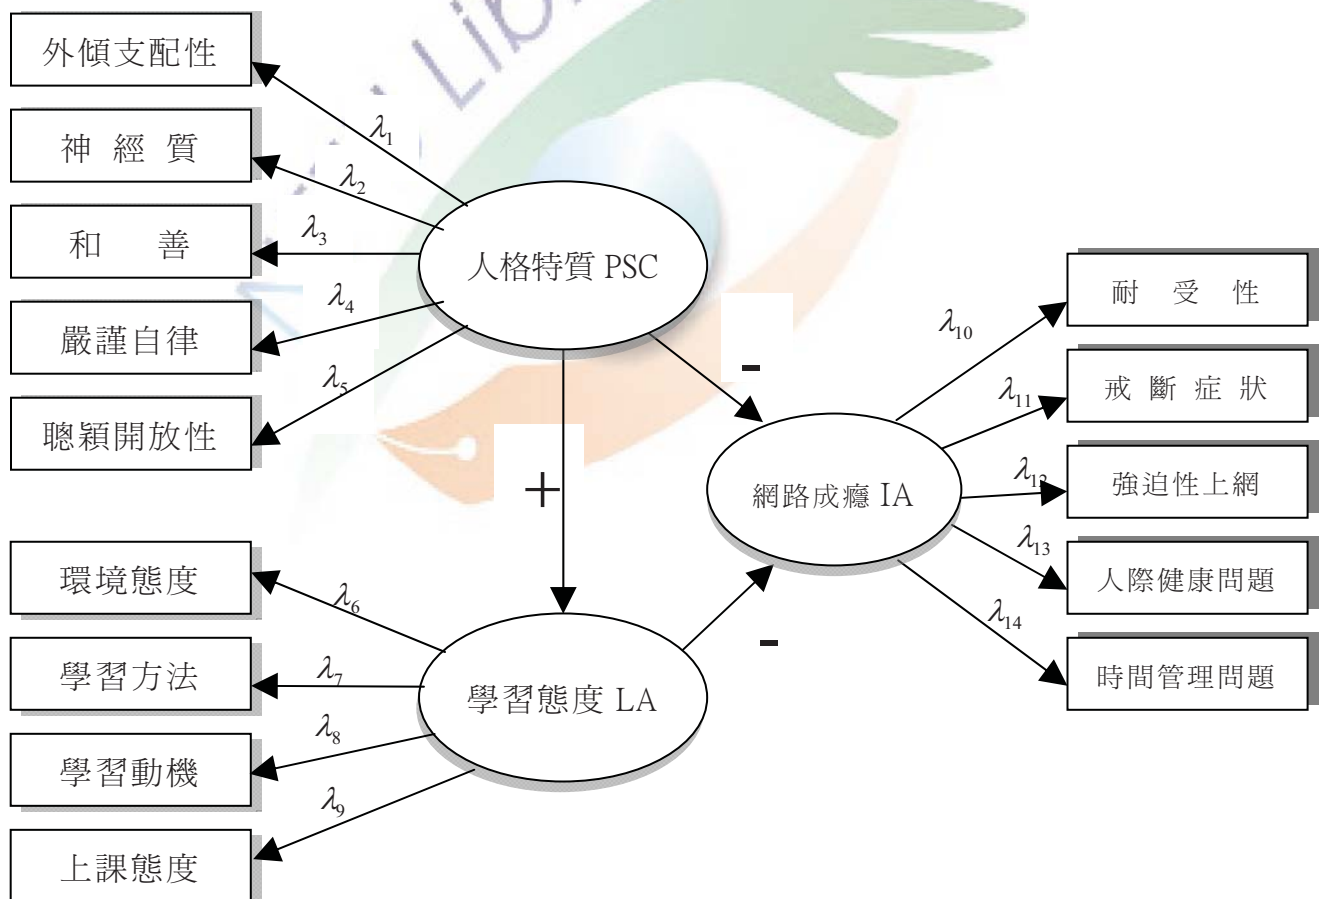 外傾支配性
神 經 質
和 善
嚴謹自律
聰穎開放性
λ1
λ2
λ3
λ4
λ5
人格特質 PSC
+
-
-
環境態度
學習方法
學習動機
上課態度
λ6
λ7
λ8
λ9
學習態度 LA
網路成癮 IA
λ10
λ11
λ12
λ13
λ14
耐 受 性
戒 斷 症 狀
強迫性上網
人際健康問題
時間管理問題